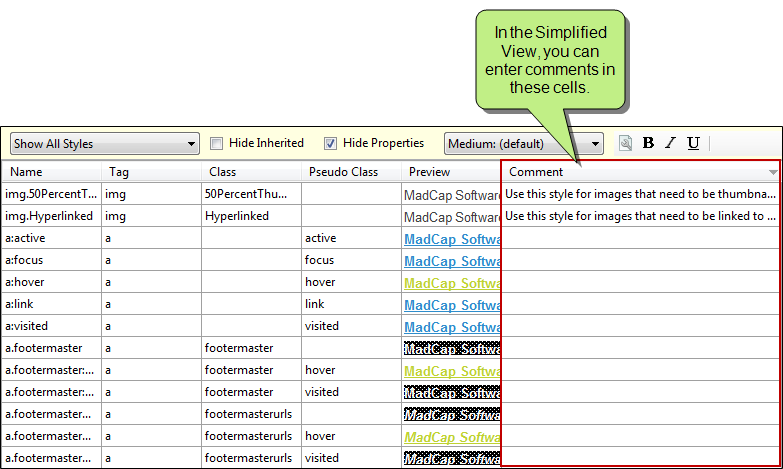 In the Simplified
View, you can
enter comments in
these cells.
Show All Styles Hide Inherited Hide Properties Medium: (default) B I U
Name Tag Class Pseudo Class Preview Comment
img.50PercentT... img 50PercentThu... MadCap Software Use this style for images that need to be thumbna...
img.Hyperlinked img Hyperlinked MadCap Software Use this style for images that need to be linked to ...
a:active a active MadCap Softwa
a:focus a focus MadCap Softwa
a:hover a hover MadCap Softwa
a:link a link MadCap Softwa
a:visited a visited MadCap Softwa
a.footermaster a footermaster MadCap Softwa
a.footermaster:... a footermaster hover MadCap Softwa
a.footermaster:... a footermaster visited MadCap Softwa
a.footermaster... a footermasterurls MadCap Softwa
a.footermaster... a footermasterurls hover MadCap Softwa
a.footermaster... a footermasterurls visited MadCap Softwa